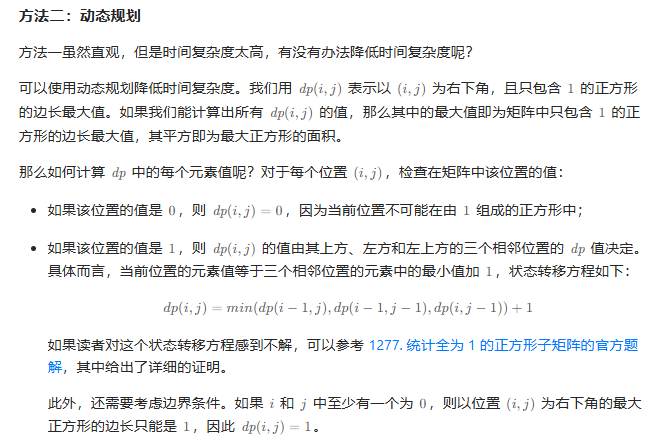 方法二：动态规划
方法一虽然直观，但是时间复杂度太高，有没有办法降低时间复杂度呢？
可以使用动态规划降低时间复杂度。我们用 dp(i, j) 表示以 (i, j) 为右下角，且只包含 1 的正方形
的边长最大值。如果我们能计算出所有 dp(i, j) 的值，那么其中的最大值即为矩阵中只包含 1 的正
方形的边长最大值，其平方即为最大正方形的面积。
那么如何计算 dp 中的每个元素值呢？对于每个位置 (i, j)，检查在矩阵中该位置的值：
• 如果该位置的值是 0，则 dp(i, j) = 0，因为当前位置不可能在由 1 组成的正方形中；
• 如果该位置的值是 1，则 dp(i, j) 的值由其上方、左方和左上方的三个相邻位置的 dp 值决定。
具体而言，当前位置的元素值等于三个相邻位置的元素中的最小值加 1，状态转移方程如下：
dp(i, j) = min(dp(i − 1, j), dp(i − 1, j − 1), dp(i, j − 1)) + 1
如果读者对这个状态转移方程感到不解，可以参考 1277. 统计全为 1 的正方形子矩阵的官方题
解，其中给出了详细的证明。
此外，还需要考虑边界条件。如果 i 和 j 中至少有一个为 0，则以位置 (i, j) 为右下角的最大
正方形的边长只能是 1，因此 dp(i, j) = 1。